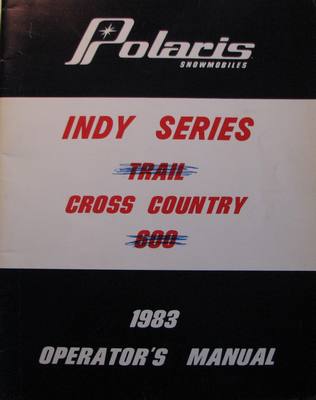 Polaris
SNOWMOBILES
INDY SERIES
TRAIL
CROSS COUNTRY
600
1983
OPERATOR'S MANUAL